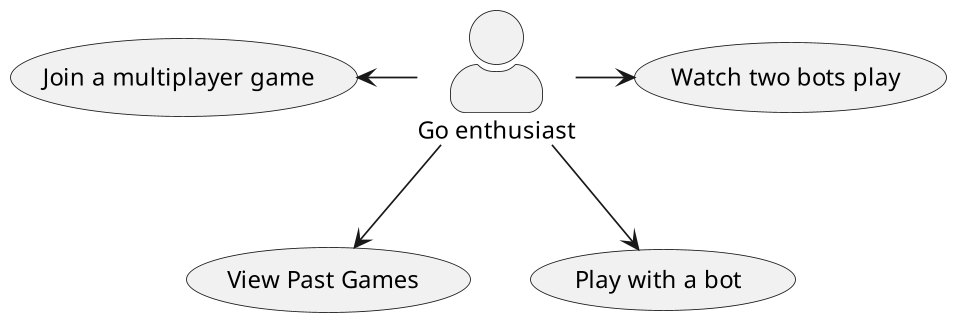 Join a multiplayer game
Watch two bots play
Go enthusiast
View Past Games
Play with a bot